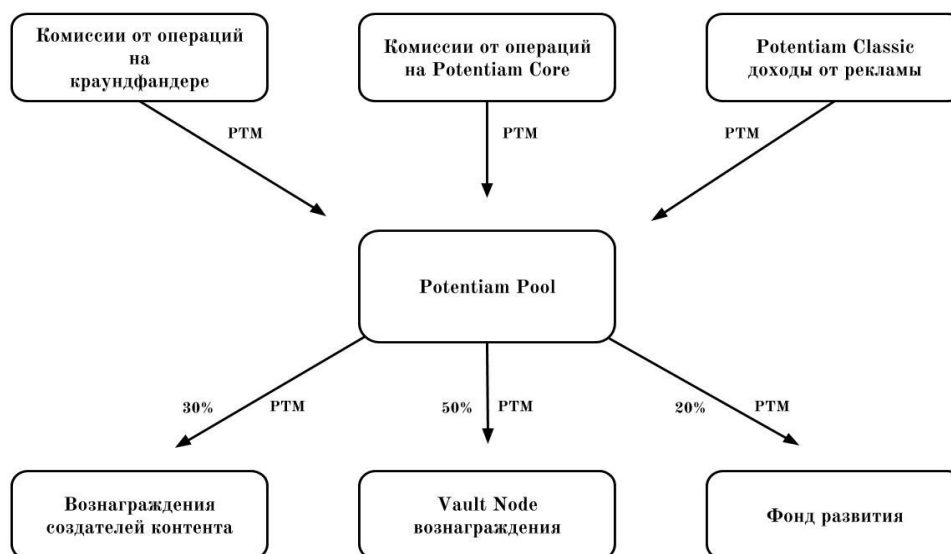 Комиссии от операций
на
краундфандере
Комиссии от операций
на Potentiam Core
Potentiam Classic
доходы от рекламы
PTM
PTM
PTM
Potentiam Pool
30%
PTM
50%
PTM
20%
PTM
Вознаграждения
создателей контента
Vault Node
вознаграждения
Фонд развития